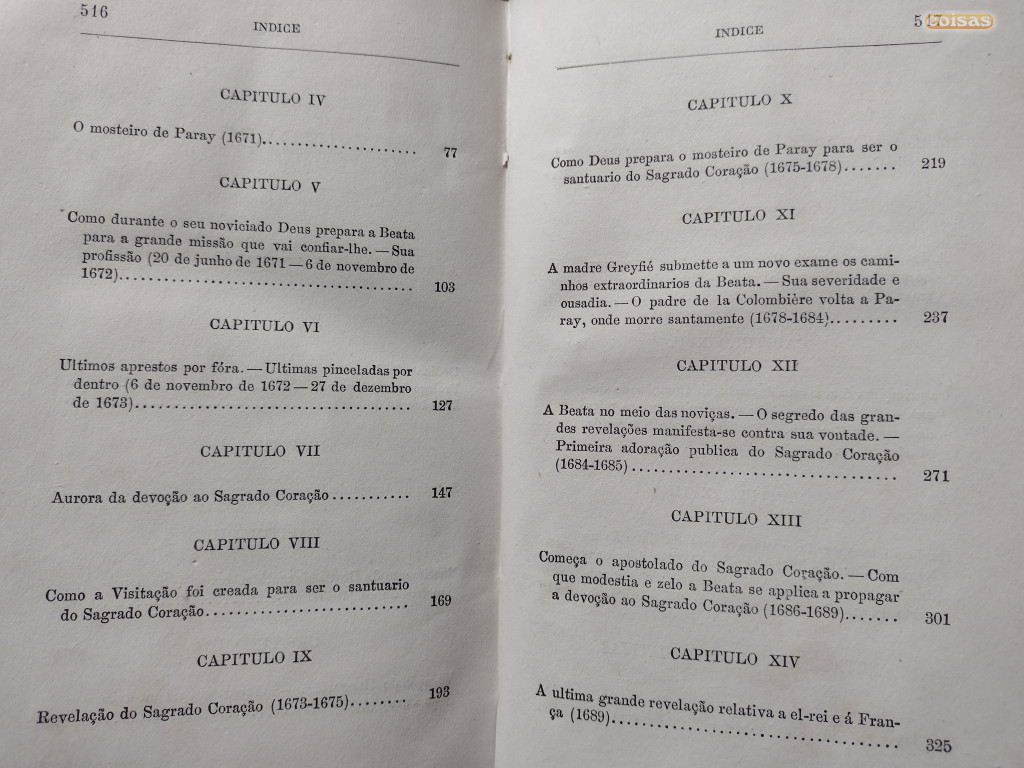 516
INDICE
CAPITULO IV
O mosteiro de Paray (1671)..................... 77
CAPITULO V
Como durante o seu noviciado Deus prepara a Beata
para a grande missão que vai confiar-lhe. — Sua
profissão (20 de junho de 1671 — 6 de novembro de
1672)........................................ 103
CAPITULO VI
Ultimos aprestos por fóra. — Ultimas pinceladas por
dentro (6 de novembro de 1672 — 27 de dezembro
de 1673)..................................... 127
CAPITULO VII
Aurora da devoção ao Sagrado Coração........... 147
CAPITULO VIII
Como a Visitação foi creada para ser o santuario
do Sagrado Coração........................... 169
CAPITULO IX
Revelação do Sagrado Coração (1673-1675)........ 193
INDICE
coisas
CAPITULO X
Como Deus prepara o mosteiro de Paray para ser o
santuario do Sagrado Coração (1675-1678)....... 219
CAPITULO XI
A madre Greyfié submette a um novo exame os cami-
nhos extraordinarios da Beata. — Sua severidade e
ousadia. — O padre de la Colombière volta a Pa-
ray, onde morre santamente (1678-1684)......... 237
CAPITULO XII
A Beata no meio das noviças. — O segredo das gran-
des revelações manifesta-se contra sua vontade. —
Primeira adoração publica do Sagrado Coração
(1684-1685).................................. 271
CAPITULO XIII
Começa o apostolado do Sagrado Coração. — Com
que modestia e zelo a Beata se applica a propagar
a devoção ao Sagrado Coração (1686-1689)....... 301
CAPITULO XIV
A ultima grande revelação relativa a el-rei e á Fran-
ça (1689).................................... 325